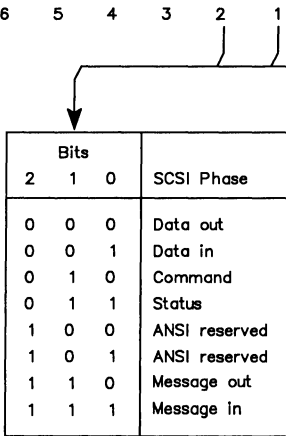 6 5 4 3 2 1
Bits
2 1 0 SCSI Phase
0 0 0 Data out
0 0 1 Data in
0 1 0 Command
0 1 1 Status
1 0 0 ANSI reserved
1 0 1 ANSI reserved
1 1 0 Message out
1 1 1 Message in